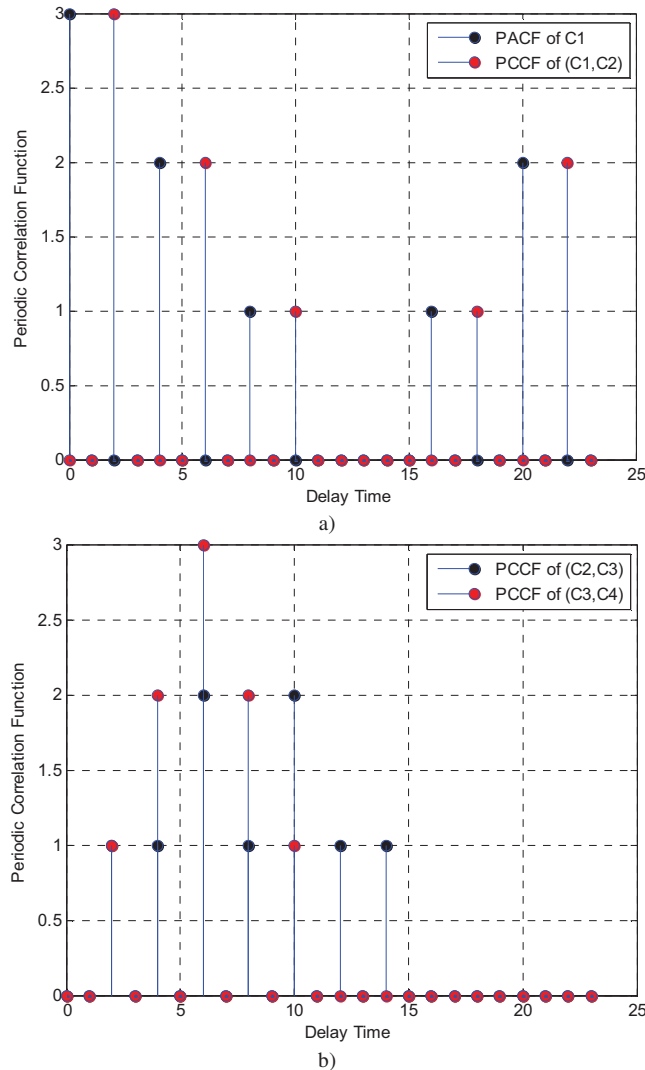 3
2.5
2
1.5
1
0.5
0
Periodic Correlation Function
PACF of C1
PCCF of (C1,C2)
0 5 10 15 20 25
Delay Time
a)
3
2.5
2
1.5
1
0.5
0
Periodic Correlation Function
PCCF of (C2,C3)
PCCF of (C3,C4)
0 5 10 15 20 25
Delay Time
b)